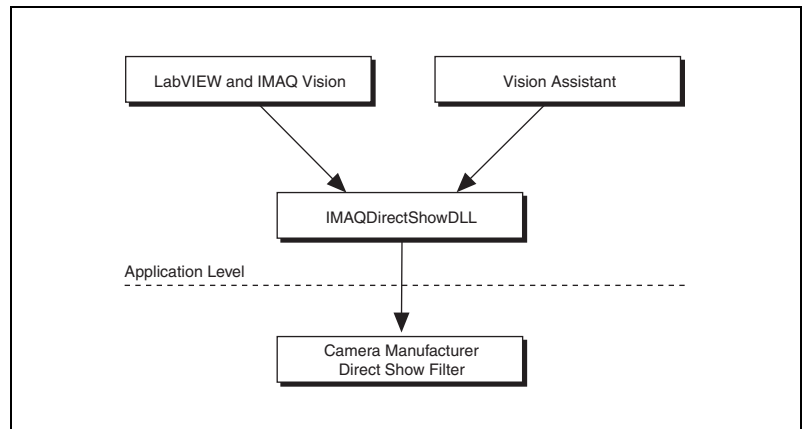 LabVIEW and IMAQ Vision
Vision Assistant
IMAQDirectShowDLL
Application Level
Camera Manufacturer
Direct Show Filter